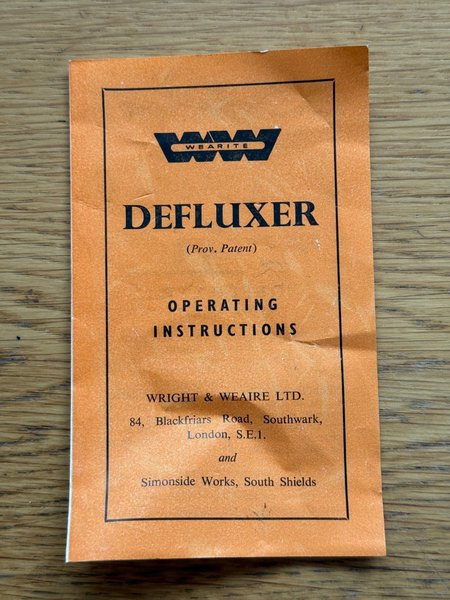 WEARITE
DEFLUXER
(Prov. Patent)
OPERATING
INSTRUCTIONS
WRIGHT & WEAIRE LTD.
84, Blackfriars Road, Southwark,
London, S.E.1.
and
Simonside Works, South Shields